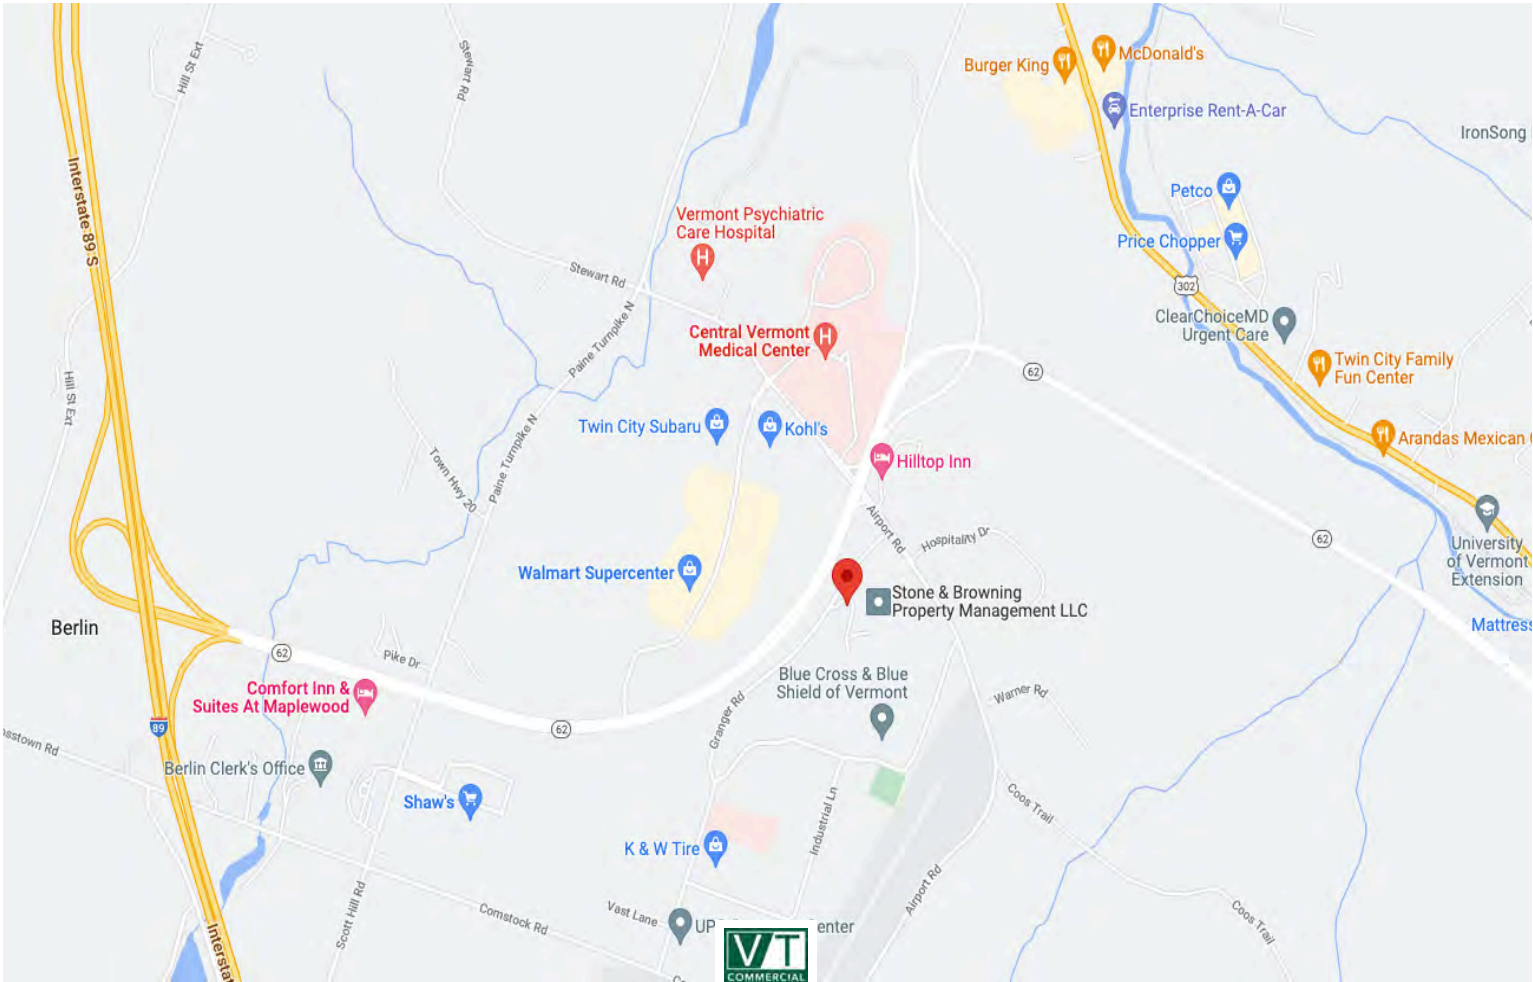 Burger King
McDonald's
Enterprise Rent-A-Car
IronSong
Hill St Ext
Stewart Rd
Interstate 89 S
Petco
Price Chopper
Vermont Psychiatric
Care Hospital
Stewart Rd
302
Paine Turnpike N
Central Vermont
Medical Center
ClearChoiceMD
Urgent Care
Twin City Family
Fun Center
62
Hill St Ext
Twin City Subaru
Kohl's
Arandas Mexican
Hilltop Inn
Town Hwy 20
Paine Turnpike N
Airport Rd
Hospitality Dr
62
University
of Vermont
Extension
Walmart Supercenter
Stone & Browning
Property Management LLC
Berlin
Mattress
62
Pike Dr
Comfort Inn &
Suites At Maplewood
Blue Cross & Blue
Shield of Vermont
Warner Rd
89
62
Granger Rd
osstown Rd
Berlin Clerk's Office
Shaw's
Industrial Ln
Coos Trail
K & W Tire
Airport Rd
Scott Hill Rd
Comstock Rd
Vast Lane
UP
enter
Coos Trail
Interstat
VT
COMMERCIAL